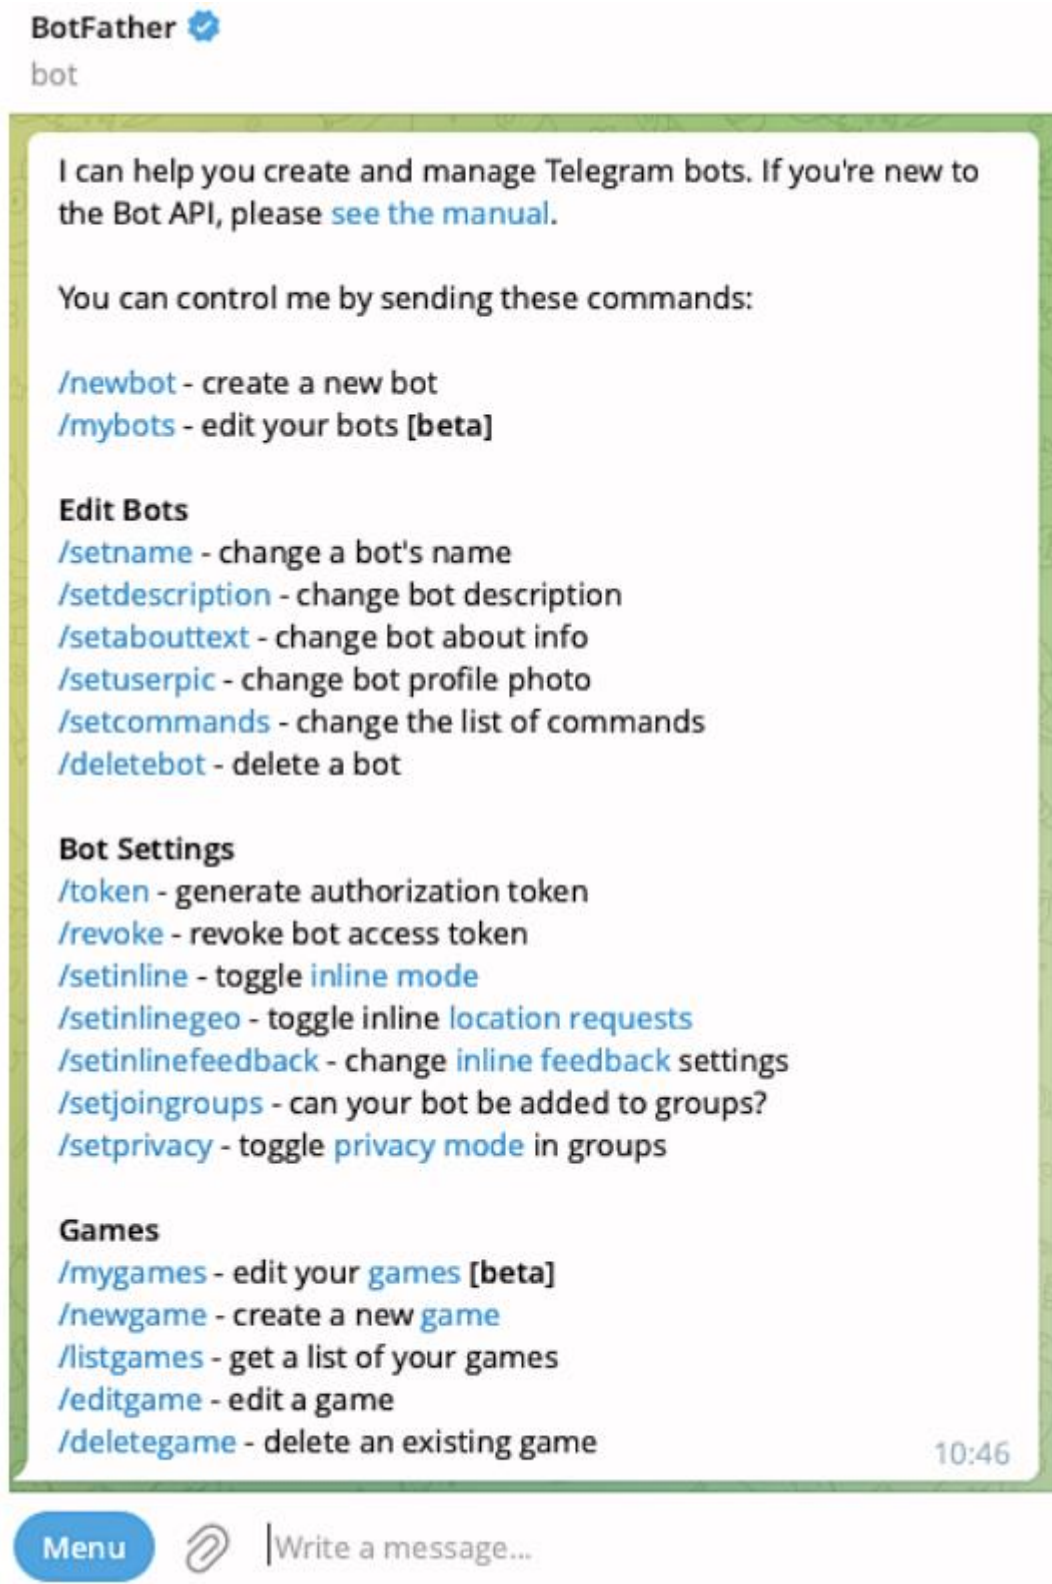 BotFather
bot
I can help you create and manage Telegram bots. If you're new to
the Bot API, please see the manual.
You can control me by sending these commands:
/newbot - create a new bot
/mybots - edit your bots [beta]
Edit Bots
/setname - change a bot's name
/setdescription - change bot description
/setabouttext - change bot about info
/setuserpic - change bot profile photo
/setcommands - change the list of commands
/deletebot - delete a bot
Bot Settings
/token - generate authorization token
/revoke - revoke bot access token
/setinline - toggle inline mode
/setinlinegeo - toggle inline location requests
/setinlinefeedback - change inline feedback settings
/setjoingroups - can your bot be added to groups?
/setprivacy - toggle privacy mode in groups
Games
/mygames - edit your games [beta]
/newgame - create a new game
/listgames - get a list of your games
/editgame - edit a game
/deletegame - delete an existing game
10:46
Menu
Write a message...